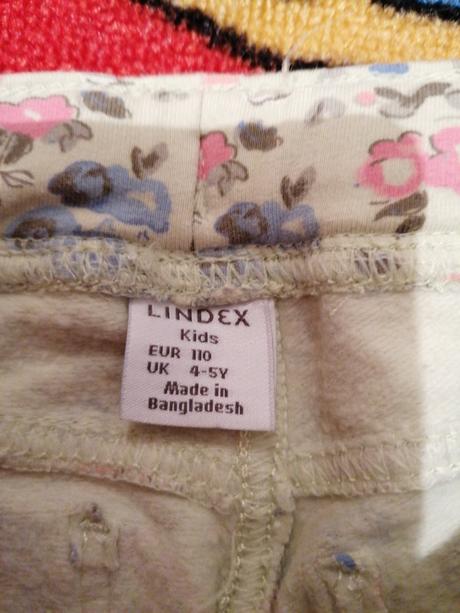 LINDEX
Kids
EUR 110
UK 4-5Y
Made in
Bangladesh